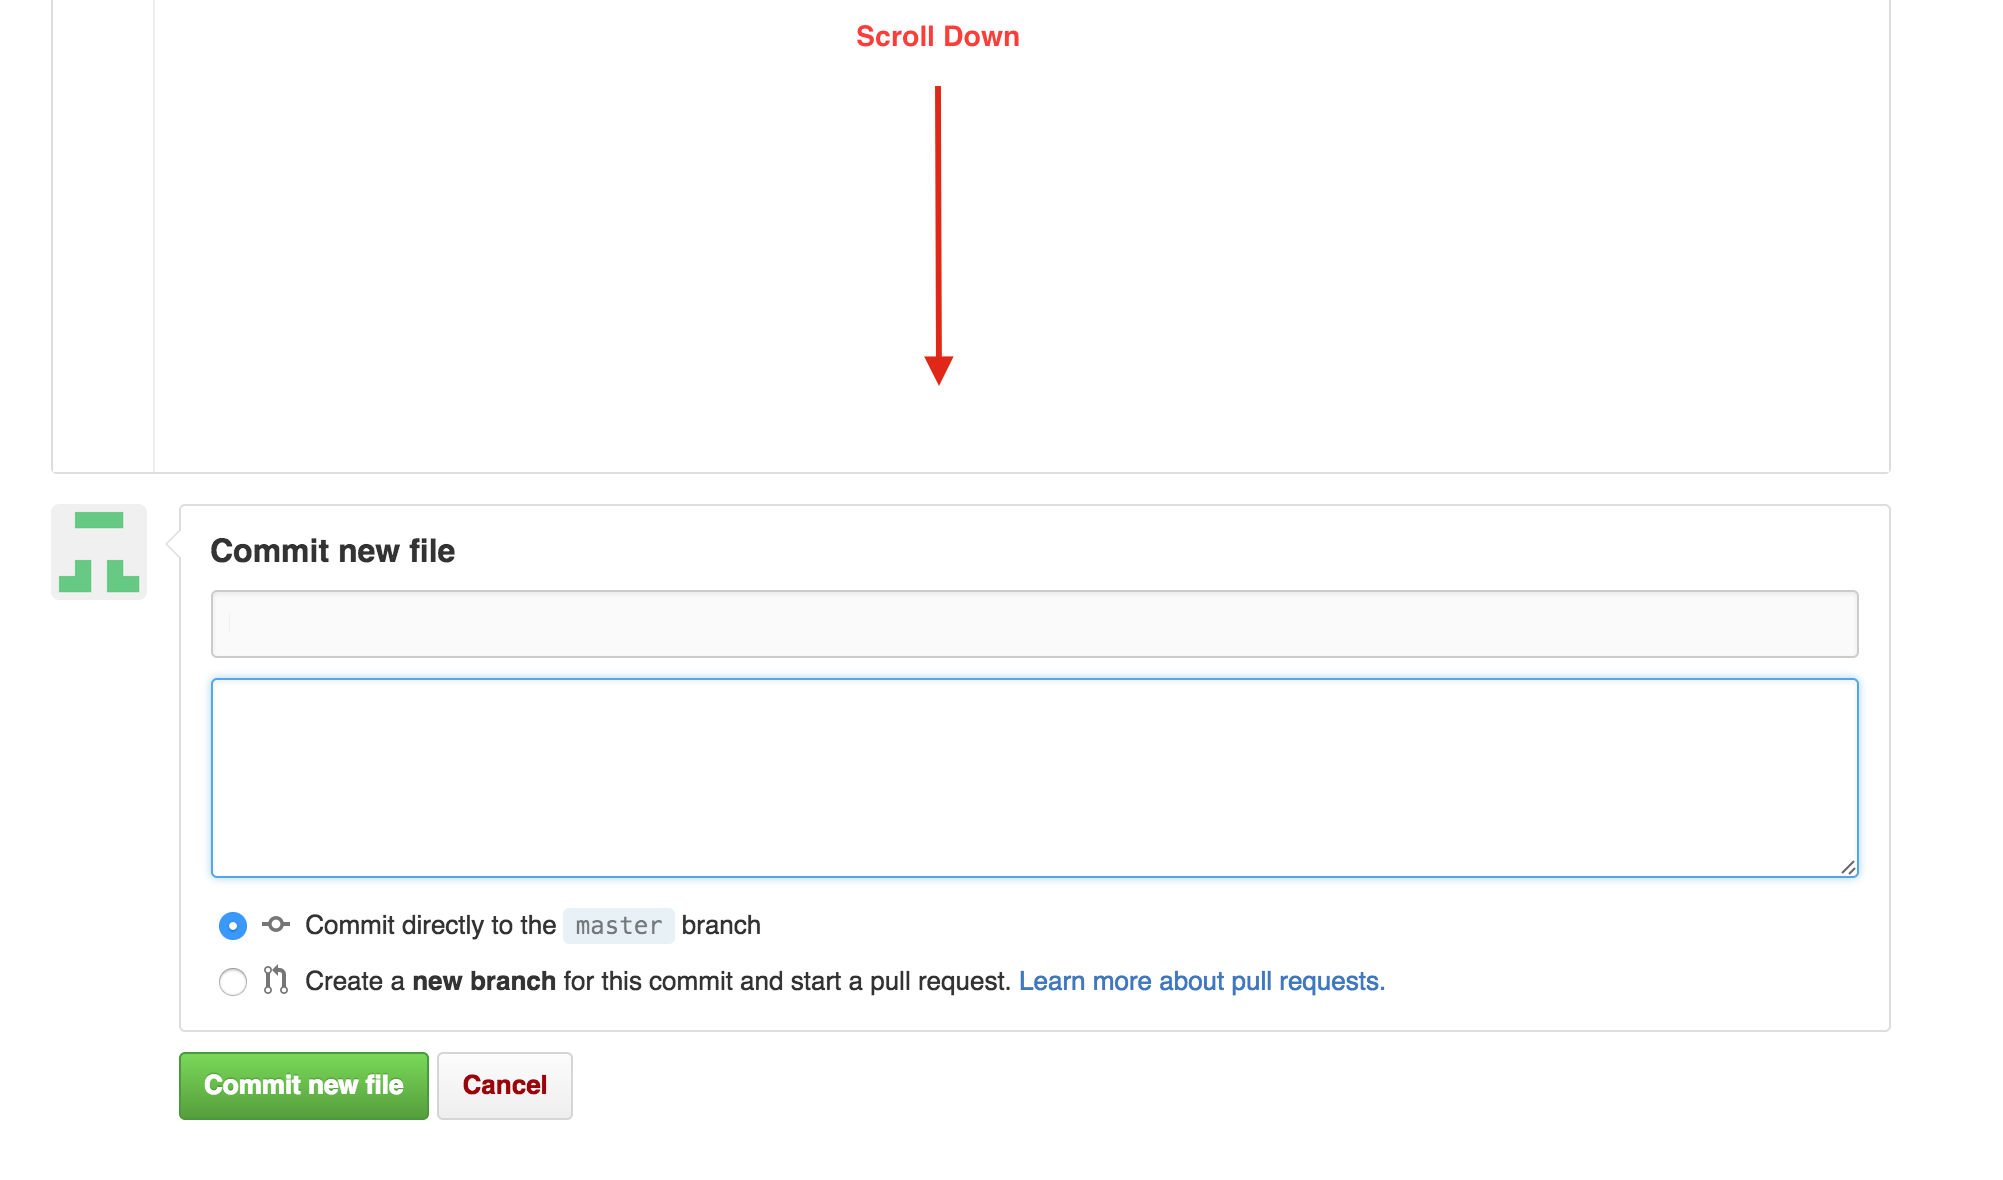 Scroll Down
Commit new file
Commit directly to the master branch
Create a new branch for this commit and start a pull request. Learn more about pull requests.
Commit new file Cancel